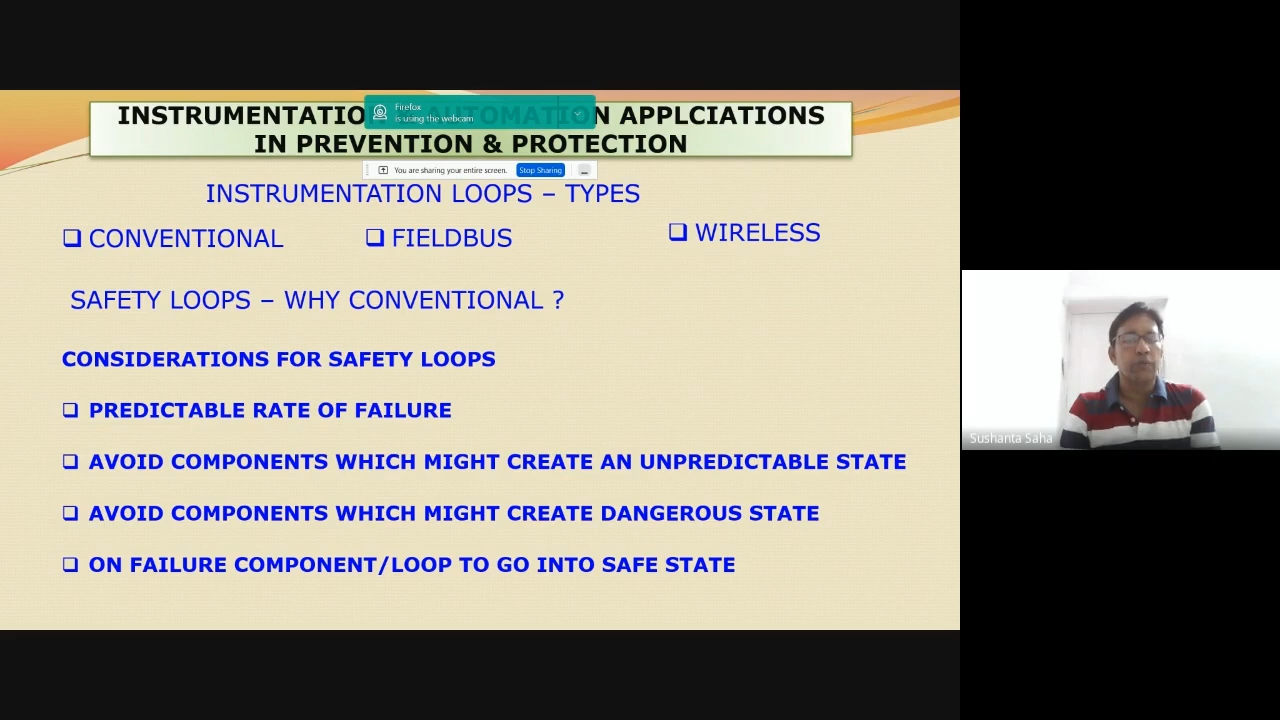 INSTRUMENTATIO AUTOMATION APPLCIATIONS
IN PREVENTION & PROTECTION
Firefox
is using the webcam
You are sharing your entire screen. Stop Sharing
INSTRUMENTATION LOOPS – TYPES
❑ CONVENTIONAL ❑ FIELDBUS ❑ WIRELESS
SAFETY LOOPS – WHY CONVENTIONAL ?
CONSIDERATIONS FOR SAFETY LOOPS
❑ PREDICTABLE RATE OF FAILURE
❑ AVOID COMPONENTS WHICH MIGHT CREATE AN UNPREDICTABLE STATE
❑ AVOID COMPONENTS WHICH MIGHT CREATE DANGEROUS STATE
❑ ON FAILURE COMPONENT/LOOP TO GO INTO SAFE STATE
Sushanta Saha